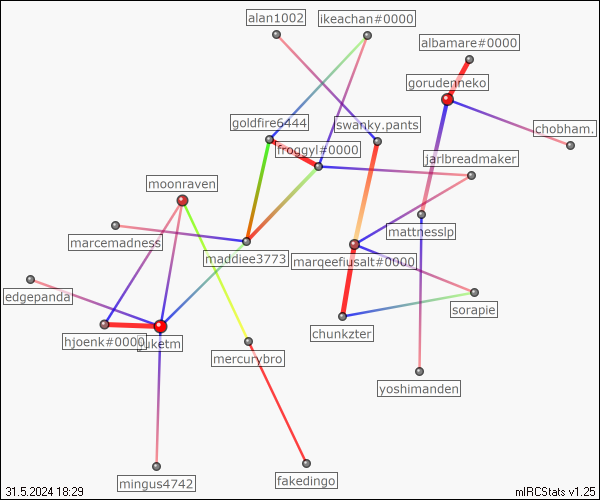 alan1002
ikeachan#0000
albamare#0000
gorudenneko
goldfire6444
swanky.pants
chobham.
froggyl#0000
jarlbreadmaker
moonraven
marcemadness
mattnesslp
maddiee3773
marqeefiusalt#0000
edgepanda
sorapie
hjoenk#0000
chunkzter
mercurybro
yoshimanden
mingus4742
fakedingo
31.5.2024 18:29
mIRCStats v1.25